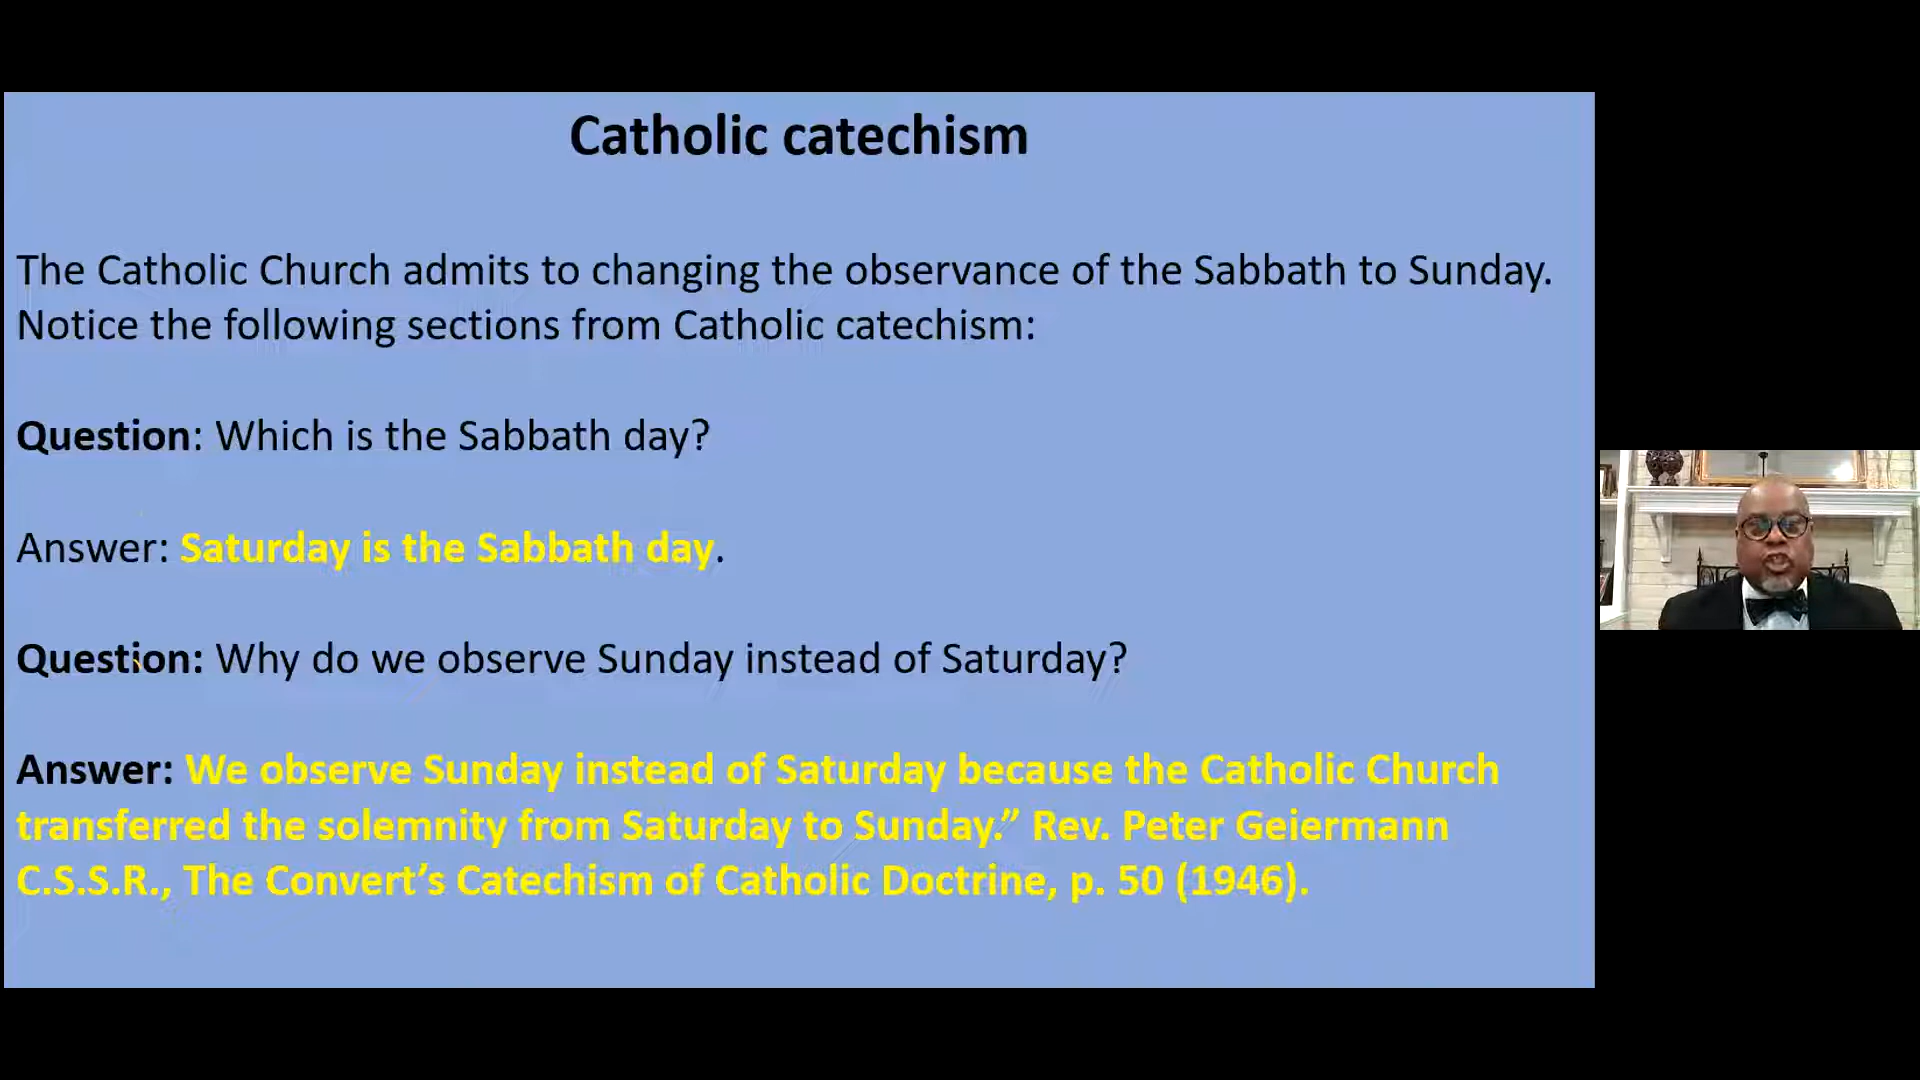 Catholic catechism
The Catholic Church admits to changing the observance of the Sabbath to Sunday.
Notice the following sections from Catholic catechism:
Question: Which is the Sabbath day?
Answer: Saturday is the Sabbath day.
Question: Why do we observe Sunday instead of Saturday?
Answer: We observe Sunday instead of Saturday because the Catholic Church
transferred the solemnity from Saturday to Sunday.” Rev. Peter Geiermann
C.S.S.R., The Convert’s Catechism of Catholic Doctrine, p. 50 (1946).